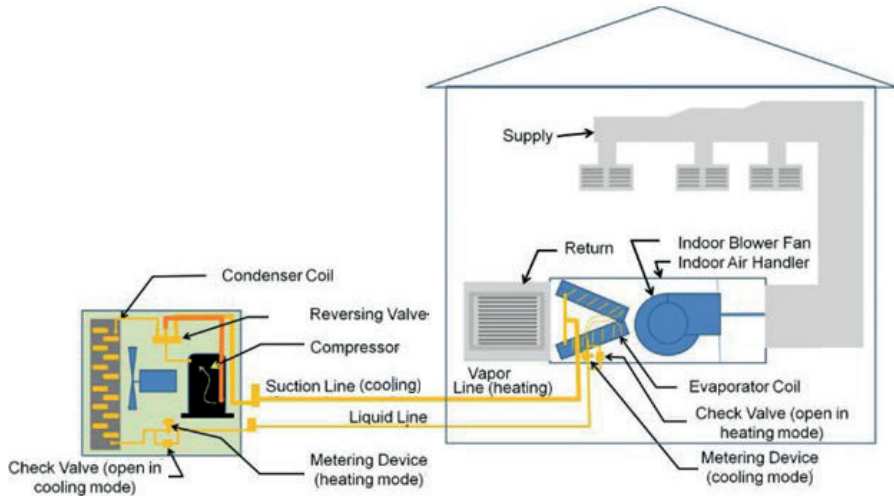 Supply
Return
Indoor Blower Fan
Indoor Air Handler
Condenser Coil
Reversing Valve
Compressor
Suction Line (cooling)
Vapor
Line (heating)
Evaporator Coil
Liquid Line
Check Valve (open in
heating mode)
Check Valve (open in
cooling mode)
Metering Device
(heating mode)
Metering Device
(cooling mode)